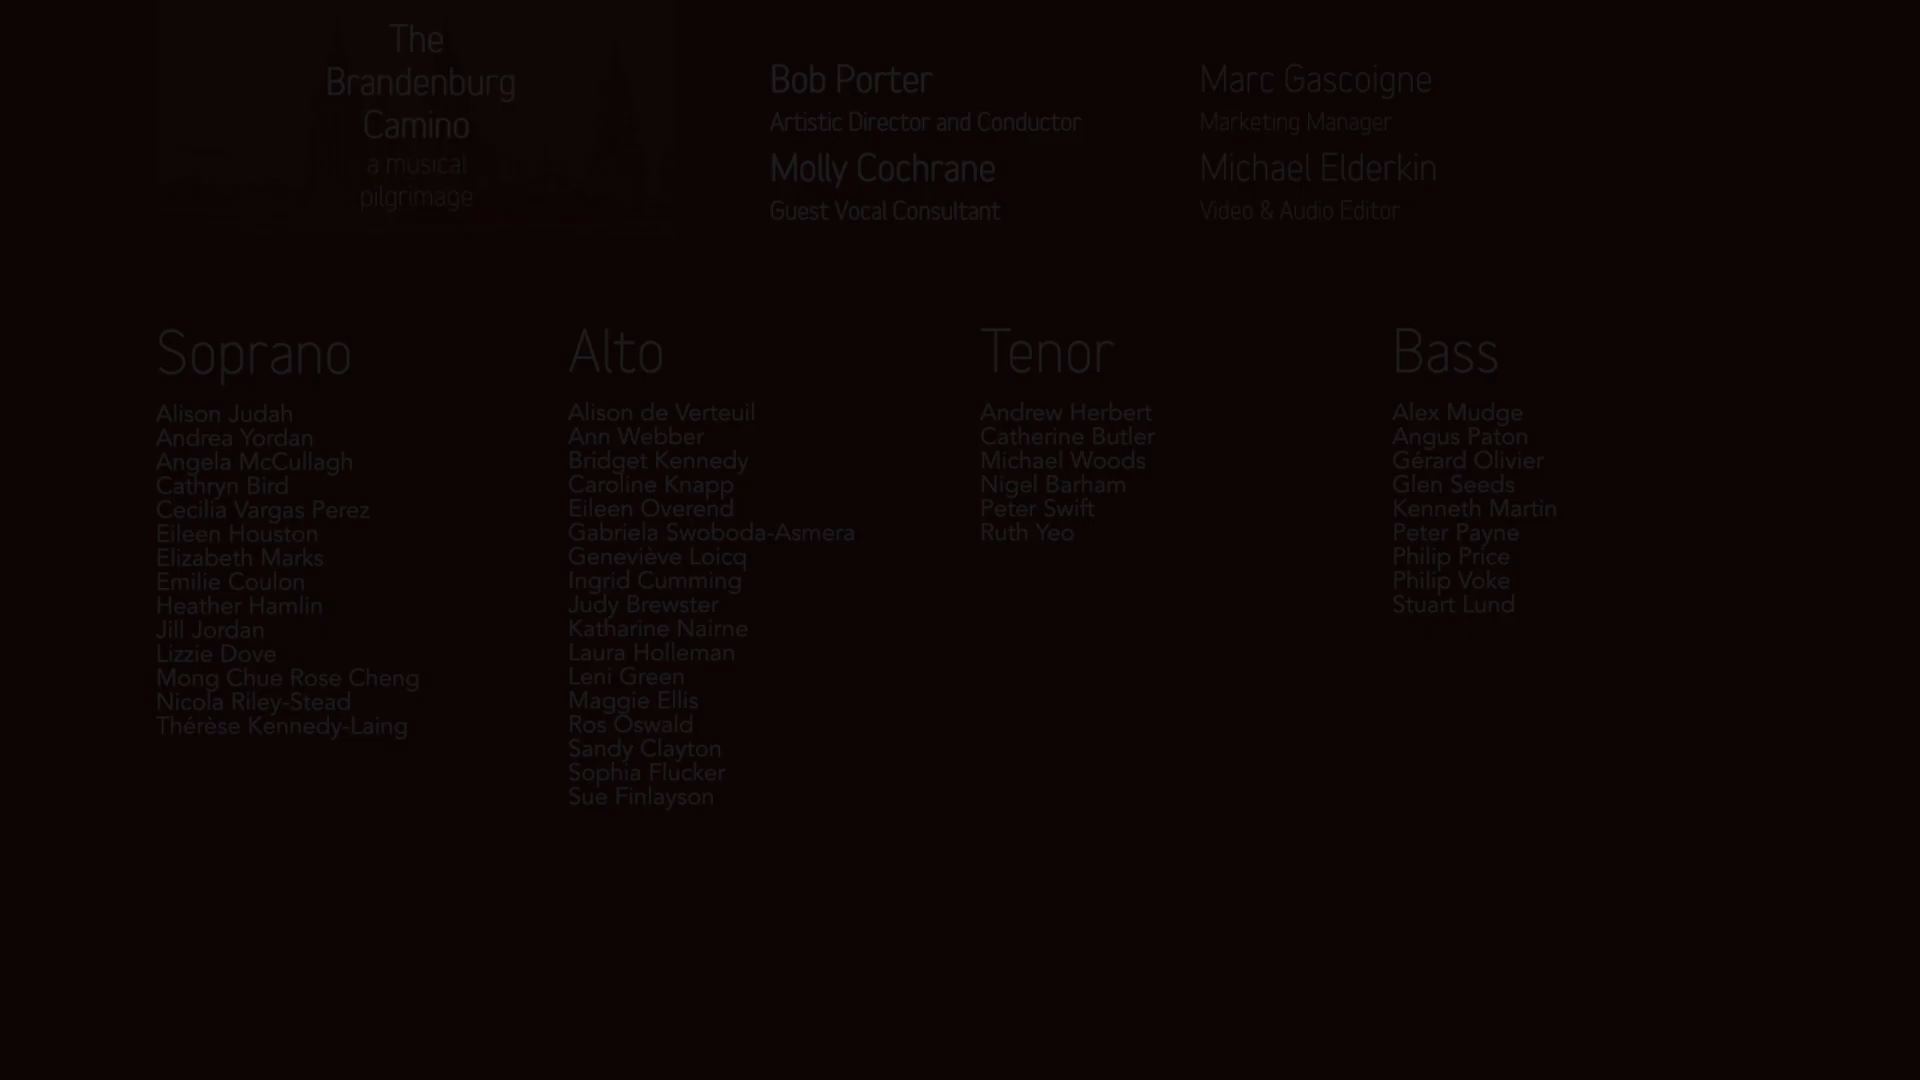 The
Brandenburg
Camino
a musical
pilgrimage
Bob Porter
Artistic Director and Conductor
Molly Cochrane
Guest Vocal Consultant
Marc Gascoigne
Marketing Manager
Michael Elderkin
Video & Audio Editor
Soprano
Alison Judah
Andrea Yordan
Angela McCullagh
Cathryn Bird
Cecilia Vargas Perez
Eileen Houston
Elizabeth Marks
Emilie Coulon
Heather Hamlin
Jill Jordan
Lizzie Dove
Mong Chue Rose Cheng
Nicola Riley-Stead
Thérèse Kennedy-Laing
Alto
Alison de Verteuil
Ann Webber
Bridget Kennedy
Caroline Knapp
Eileen Overend
Gabriela Swoboda-Asmera
Geneviève Loicq
Ingrid Cumming
Judy Brewster
Katharine Nairne
Laura Holleman
Leni Green
Maggie Ellis
Ros Oswald
Sandy Clayton
Sophia Flucker
Sue Finlayson
Tenor
Andrew Herbert
Catherine Butler
Michael Woods
Nigel Barham
Peter Swift
Ruth Yeo
Bass
Alex Mudge
Angus Paton
Gérard Olivier
Glen Seeds
Kenneth Martin
Peter Payne
Philip Price
Philip Voke
Stuart Lund